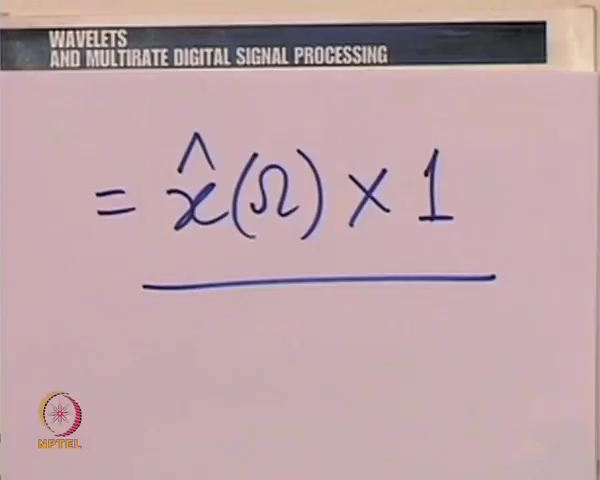 WAVELETS
AND MULTIRATE DIGITAL SIGNAL PROCESSING
= x̂(Ω) × 1
NPTEL